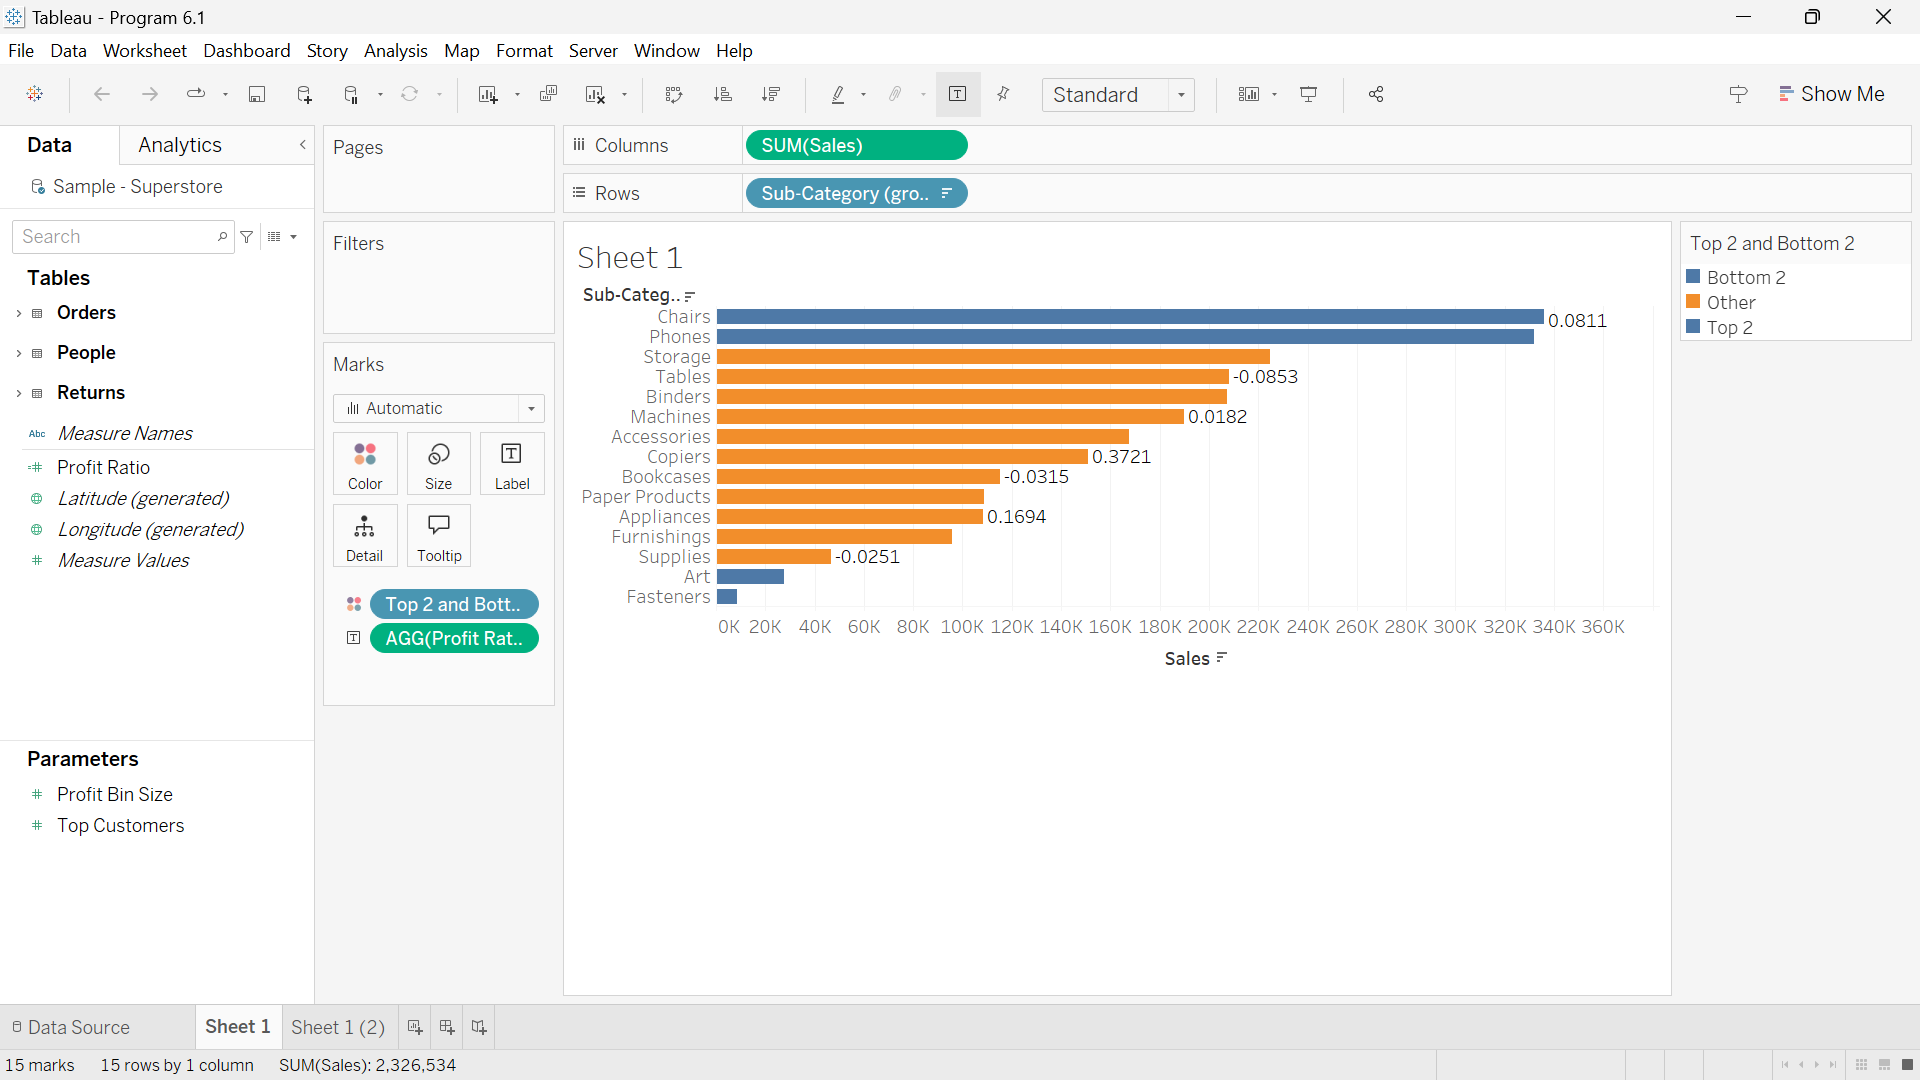 Tableau - Program 6.1
File Data Worksheet Dashboard Story Analysis Map Format Server Window Help
Standard
Show Me
Data
Analytics
Sample - Superstore
Search
Tables
Orders
People
Returns
Abc Measure Names
Profit Ratio
Latitude (generated)
Longitude (generated)
Measure Values
Parameters
Profit Bin Size
Top Customers
Pages
Filters
Marks
Automatic
Color
Size
Label
Detail
Tooltip
Top 2 and Bott..
AGG(Profit Rat..
Columns
SUM(Sales)
Rows
Sub-Category (gro..
Sheet 1
Sub-Categ..
Chairs 0.0811
Phones
Storage
Tables -0.0853
Binders
Machines 0.0182
Accessories
Copiers 0.3721
Bookcases -0.0315
Paper Products
Appliances 0.1694
Furnishings
Supplies -0.0251
Art
Fasteners
0K 20K 40K 60K 80K 100K 120K 140K 160K 180K 200K 220K 240K 260K 280K 300K 320K 340K 360K
Sales
Top 2 and Bottom 2
Bottom 2
Other
Top 2
Data Source
Sheet 1
Sheet 1 (2)
15 marks 15 rows by 1 column SUM(Sales): 2,326,534